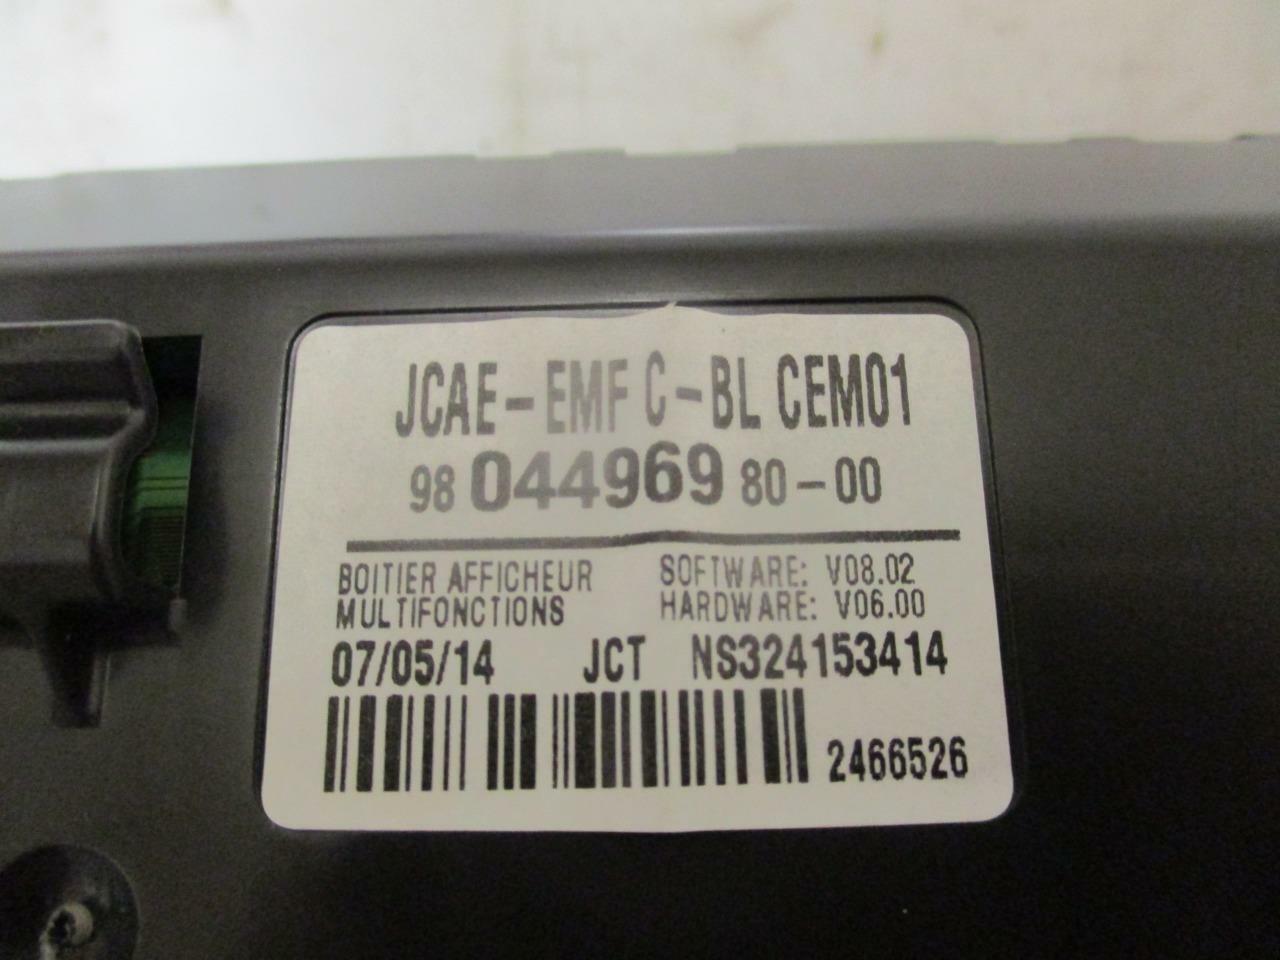 JCAE-EMF C-BL CEM01
98 044969 80-00
BOITIER AFFICHEUR SOFTWARE: V08.02
MULTIFONCTIONS HARDWARE: V06.00
07/05/14 JCT NS324153414
2466526